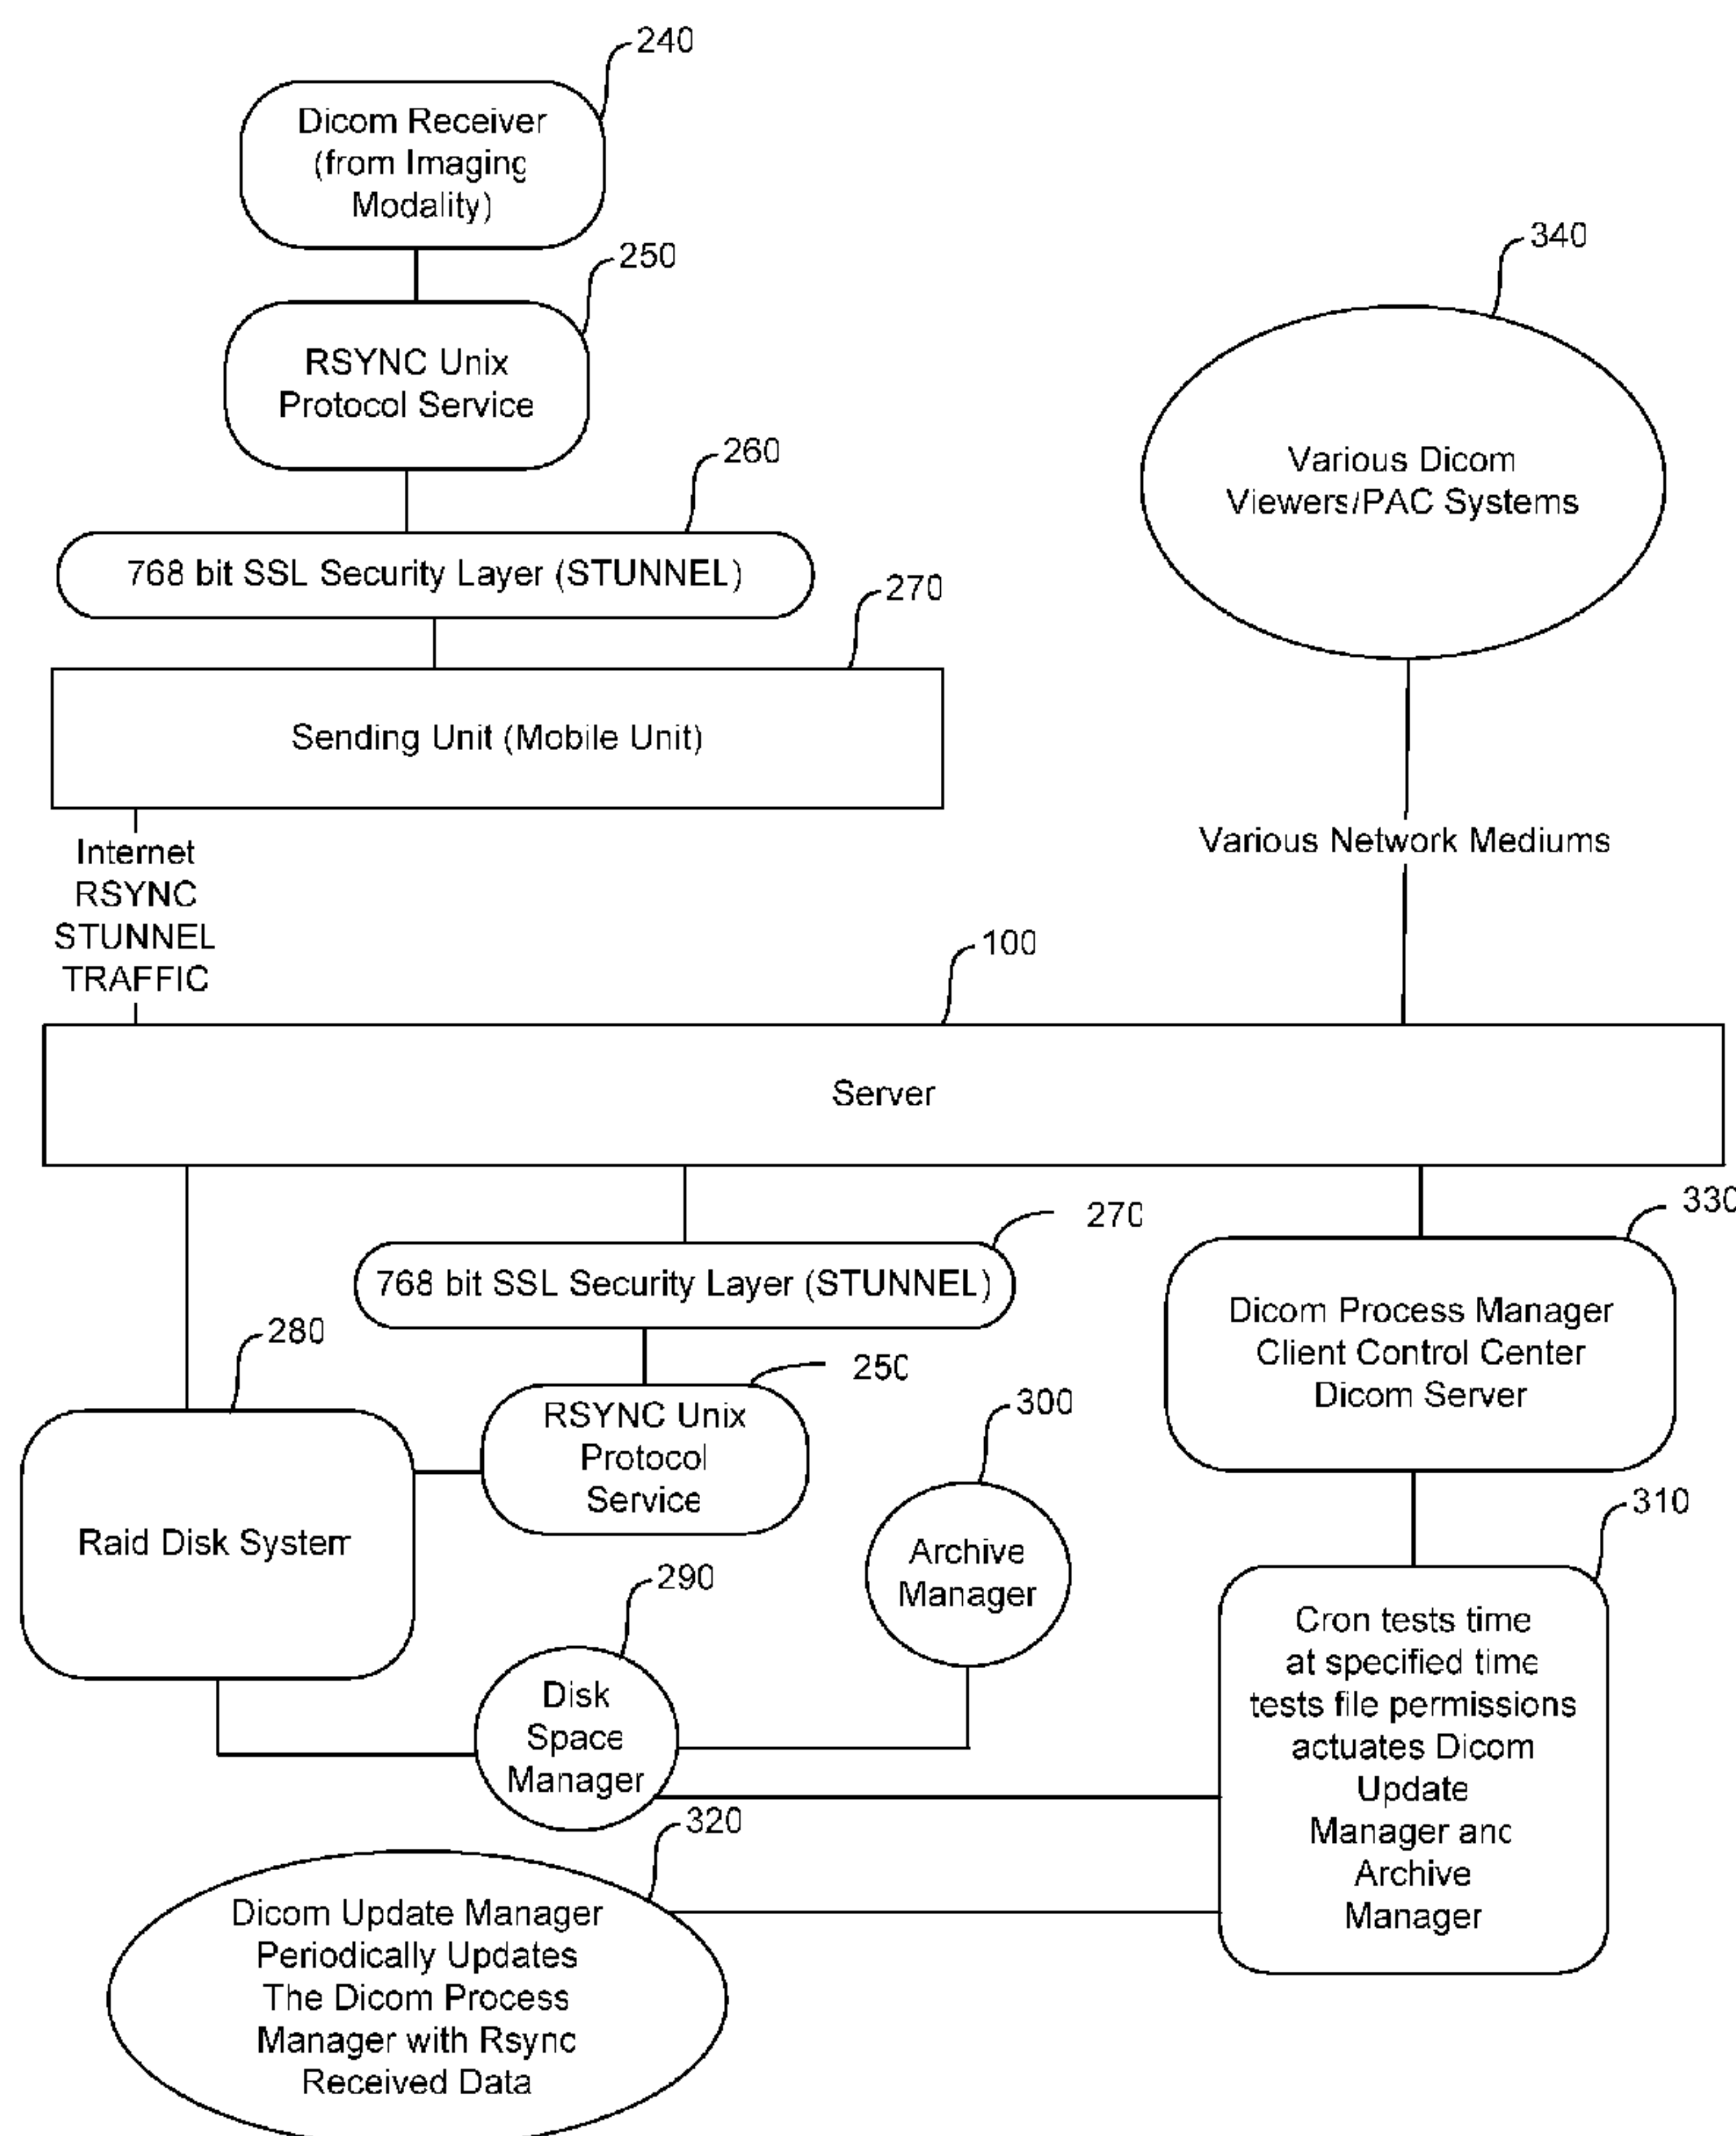 240
Dicom Receiver
(from Imaging
Modality)
250
RSYNC Unix
Protocol Service
260
768 bit SSL Security Layer (STUNNEL)
270
Sending Unit (Mobile Unit)
340
Various Dicom
Viewers/PAC Systems
Internet
RSYNC
STUNNEL
TRAFFIC
Various Network Mediums
100
Server
270
768 bit SSL Security Layer (STUNNEL)
330
Dicom Process Manager
Client Control Center
Dicom Server
280
Raid Disk System
250
RSYNC Unix
Protocol
Service
300
Archive
Manager
290
Disk
Space
Manager
310
Cron tests time
at specified time
tests file permissions
actuates Dicom
Update
Manager and
Archive
Manager
320
Dicom Update Manager
Periodically Updates
The Dicom Process
Manager with Rsync
Received Data